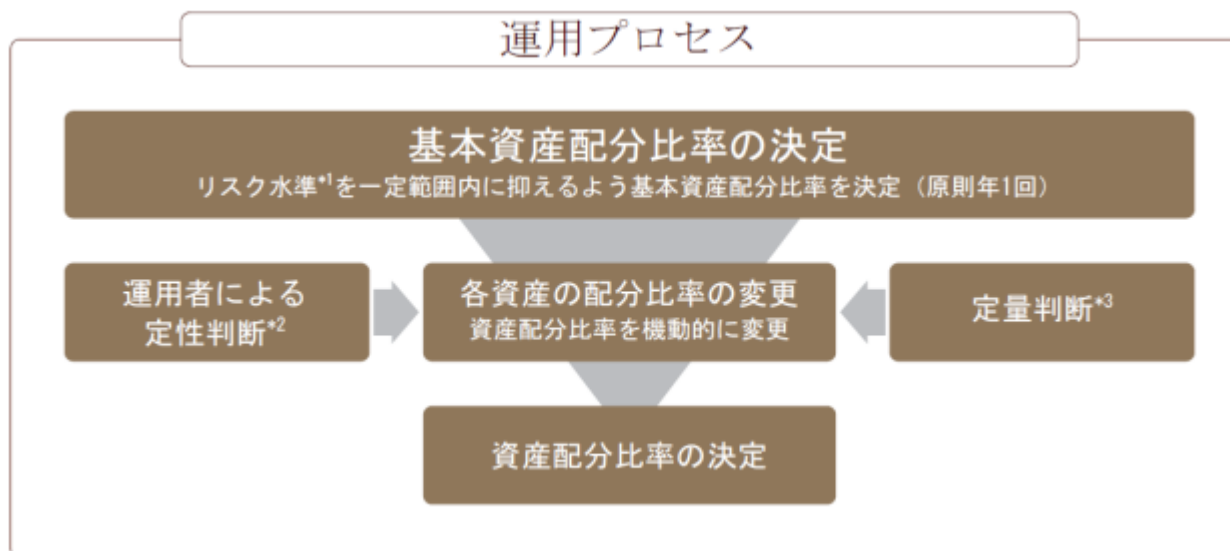 運用プロセス
基本資産配分比率の決定
リスク水準*1を一定範囲内に抑えるよう基本資産配分比率を決定（原則年1回）
運用者による
定性判断*2
各資産の配分比率の変更
資産配分比率を機動的に変更
定量判断*3
資産配分比率の決定